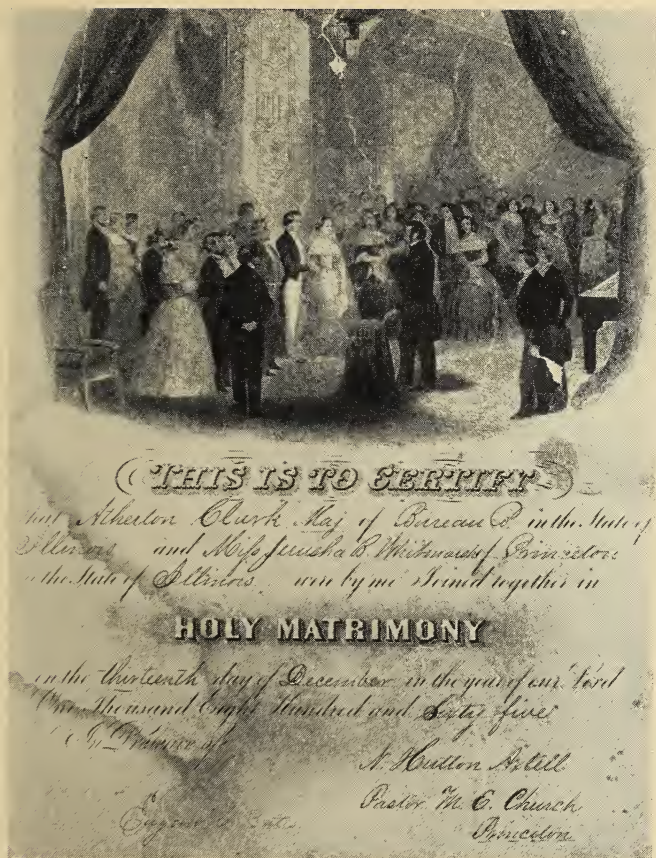 THIS IS TO CERTIFY
that Atherton Clark Maj of Bureau Co in the State of
Illinois and Miss Jerusha B. of Princeton
in the State of Illinois were by me Joined together in
HOLY MATRIMONY
on the thirteenth day of December in the year of our Lord
One Thousand Eight Hundred and Sixty five
In Presence of
N. Hutton Axtell
Pastor M. E. Church
Princeton
Eugene